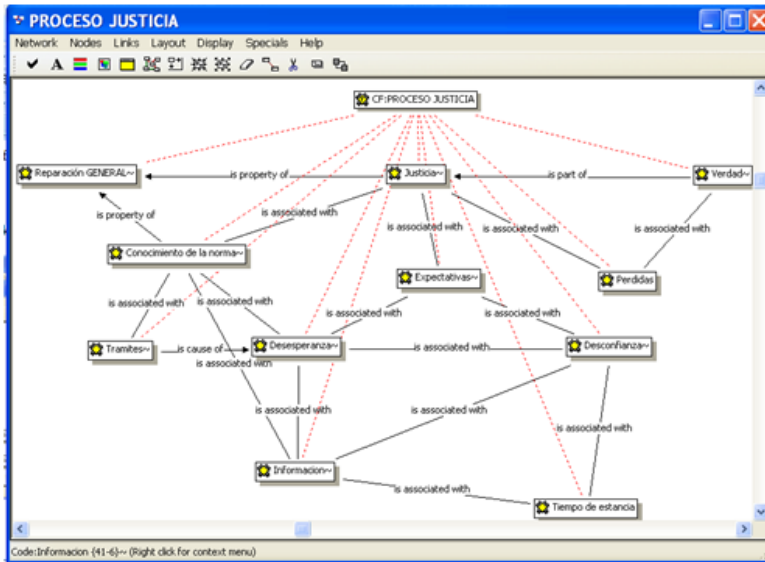 PROCESO JUSTICIA
Network Nodes Links Layout Display Specials Help
A
CF:PROCESO JUSTICIA
Reparación GENERAL~
is property of
Justicia~
is part of
Verdad~
is property of
is associated with
is associated with
is associated with
is associated with
Conocimiento de la norma~
Expectativas~
Perdidas
is associated with
is associated with
is associated with
is associated with
Tramites~
is cause of
Desesperanza~
is associated with
Desconfianza~
is associated with
is associated with
is associated with
is associated with
Informacion~
is associated with
Tiempo de estancia
Code:Informacion {41-6}~ (Right click for context menu)